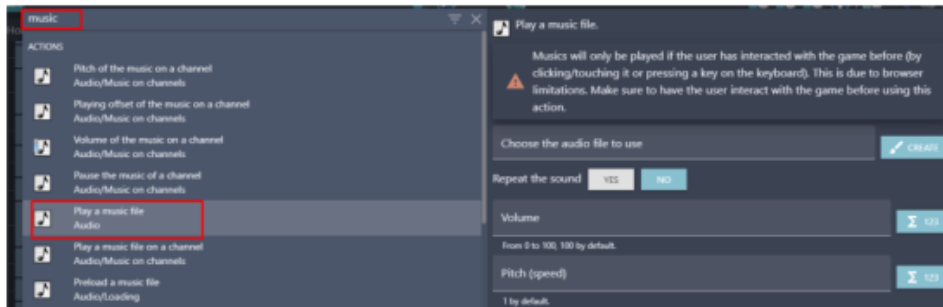 music
ACTIONS
Pitch of the music on a channel
Audio/Music on channels
Playing offset of the music on a channel
Audio/Music on channels
Volume of the music on a channel
Audio/Music on channels
Pause the music of a channel
Audio/Music on channels
Play a music file
Audio
Play a music file on a channel
Audio/Music on channels
Preload a music file
Audio/Loading
Play a music file.
Musics will only be played if the user has interacted with the game before (by
clicking/touching it or pressing a key on the keyboard). This is due to browser
limitations. Make sure to have the user interact with the game before using this
action.
Choose the audio file to use
CREATE
Repeat the sound YES NO
Volume
Σ 123
From 0 to 100, 100 by default.
Pitch (speed)
Σ 123
1 by default.